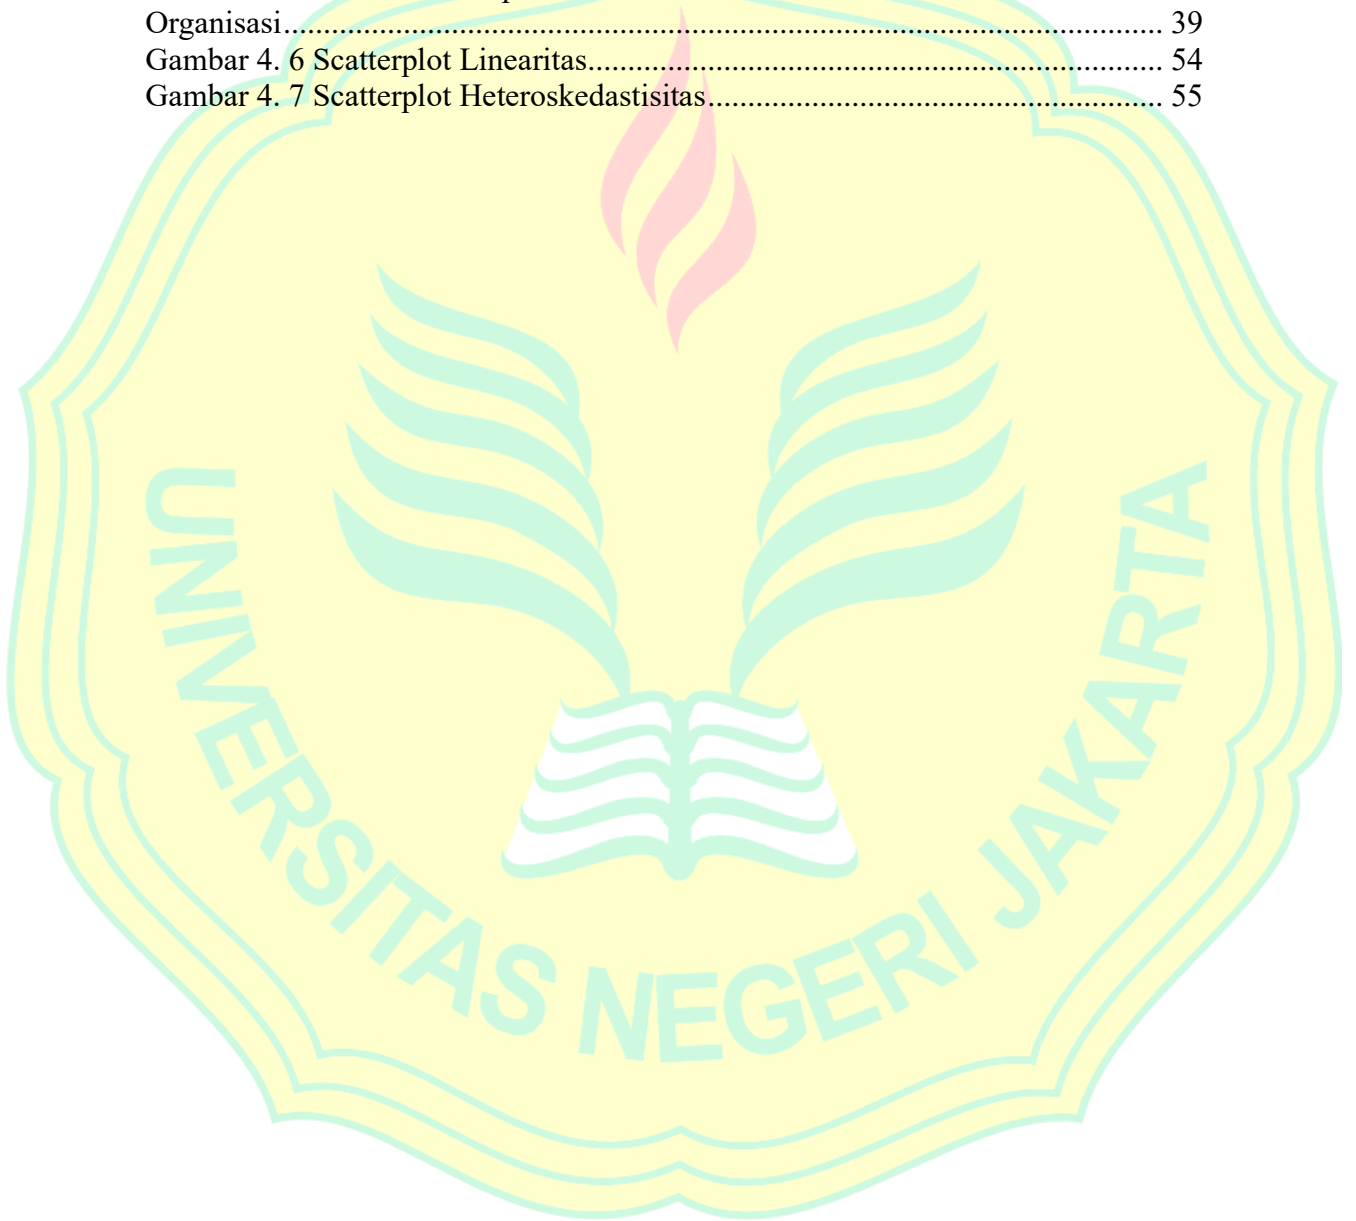 Organisasi.................................................................................................................. 39
Gambar 4. 6 Scatterplot Linearitas........................................................................ 54
Gambar 4. 7 Scatterplot Heteroskedastisitas......................................................... 55
UNIVERSITAS NEGERI JAKARTA